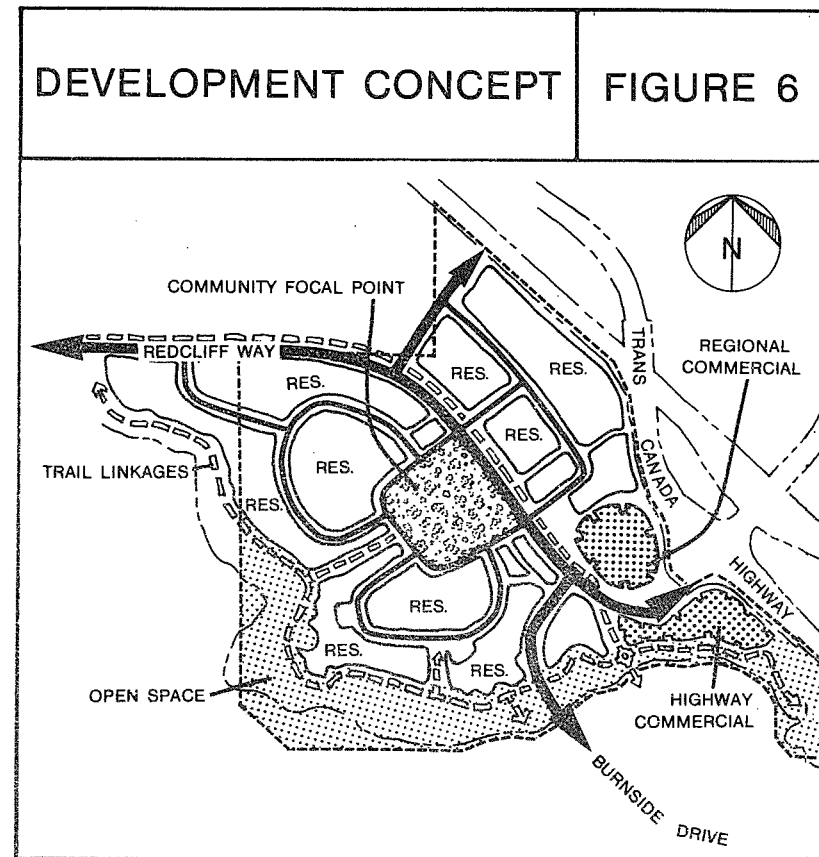 DEVELOPMENT CONCEPT
FIGURE 6
N
COMMUNITY FOCAL POINT
REDCLIFF WAY
TRANS
CANADA
HIGHWAY
REGIONAL
COMMERCIAL
RES.
RES.
RES.
RES.
RES.
RES.
TRAIL LINKAGES
RES.
RES.
RES.
OPEN SPACE
HIGHWAY
COMMERCIAL
BURNSIDE DRIVE